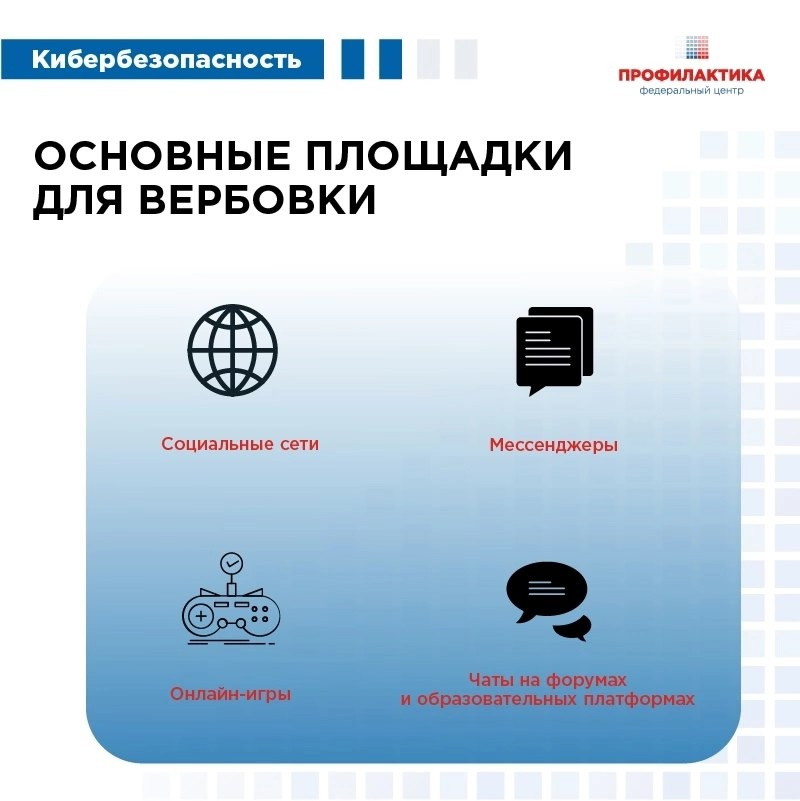 Кибербезопасность
ПРОФИЛАКТИКА
федеральный центр
ОСНОВНЫЕ ПЛОЩАДКИ
ДЛЯ ВЕРБОВКИ
Социальные сети
Мессенджеры
Онлайн-игры
Чаты на форумах
и образовательных платформах